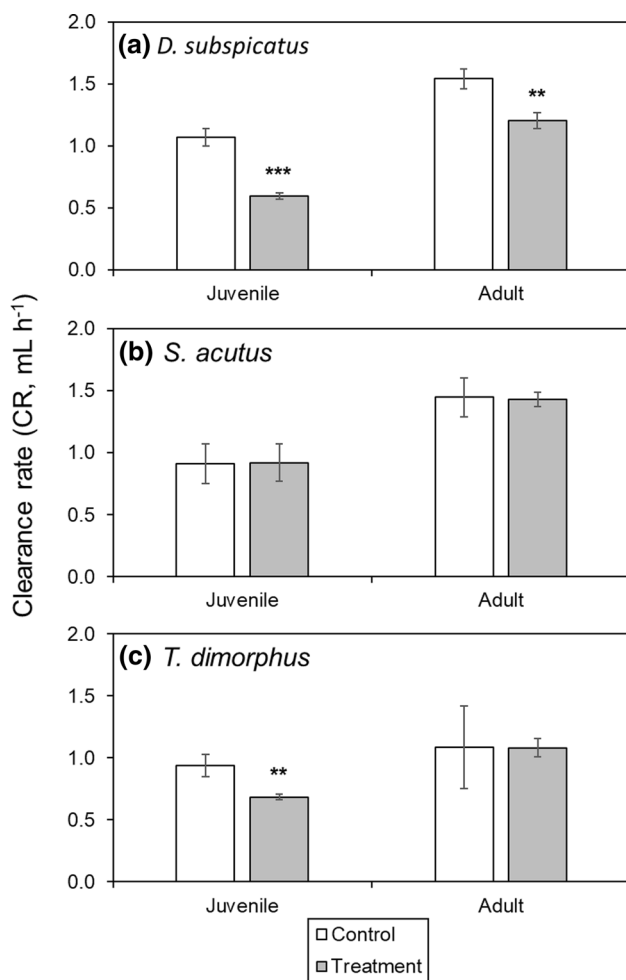 2.0
(a) D. subspicatus
1.5
**
1.0
***
0.5
0.0
Juvenile Adult
2.0
(b) S. acutus
1.5
1.0
0.5
0.0
Juvenile Adult
2.0
(c) T. dimorphus
1.5
1.0
**
0.5
0.0
Juvenile Adult
Clearance rate (CR, mL h⁻¹)
Control
Treatment